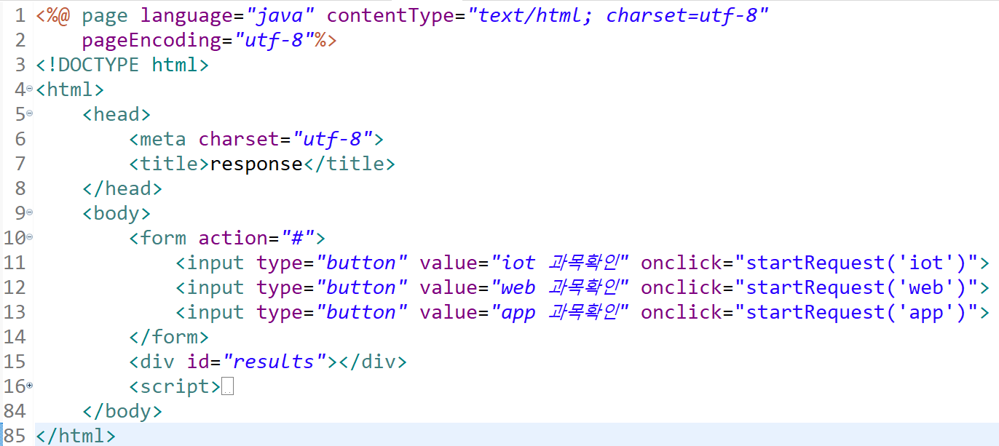 1 <%@ page language="java" contentType="text/html; charset=utf-8"
2     pageEncoding="utf-8"%>
3 <!DOCTYPE html>
4 <html>
5     <head>
6         <meta charset="utf-8">
7         <title>response</title>
8     </head>
9     <body>
10         <form action="#">
11             <input type="button" value="iot 과목확인" onclick="startRequest('iot')">
12             <input type="button" value="web 과목확인" onclick="startRequest('web')">
13             <input type="button" value="app 과목확인" onclick="startRequest('app')">
14         </form>
15         <div id="results"></div>
16         <script>
84     </body>
85 </html>